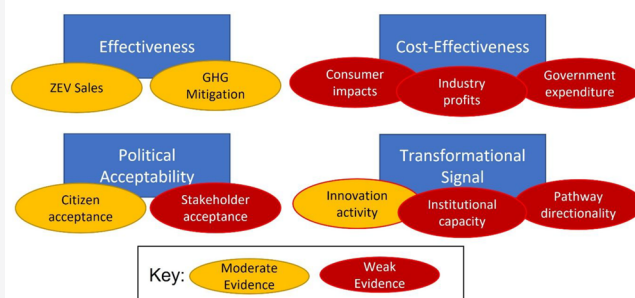 Effectiveness
ZEV Sales
GHG
Mitigation
Cost-Effectiveness
Consumer
impacts
Industry
profits
Government
expenditure
Political
Acceptability
Citizen
acceptance
Stakeholder
acceptance
Transformational
Signal
Innovation
activity
Institutional
capacity
Pathway
directionality
Key:
Moderate
Evidence
Weak
Evidence